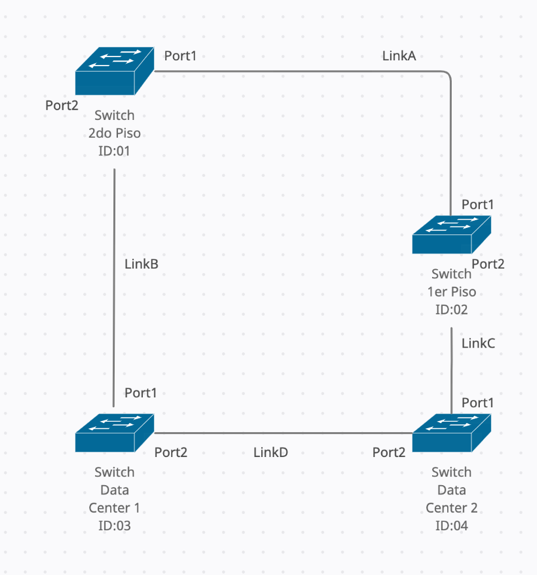 Port1
LinkA
Port2
Switch
2do Piso
ID:01
Port1
Switch
1er Piso
ID:02
Port2
LinkB
LinkC
Port1
Port1
Port2
LinkD
Port2
Switch
Data
Center 1
ID:03
Switch
Data
Center 2
ID:04